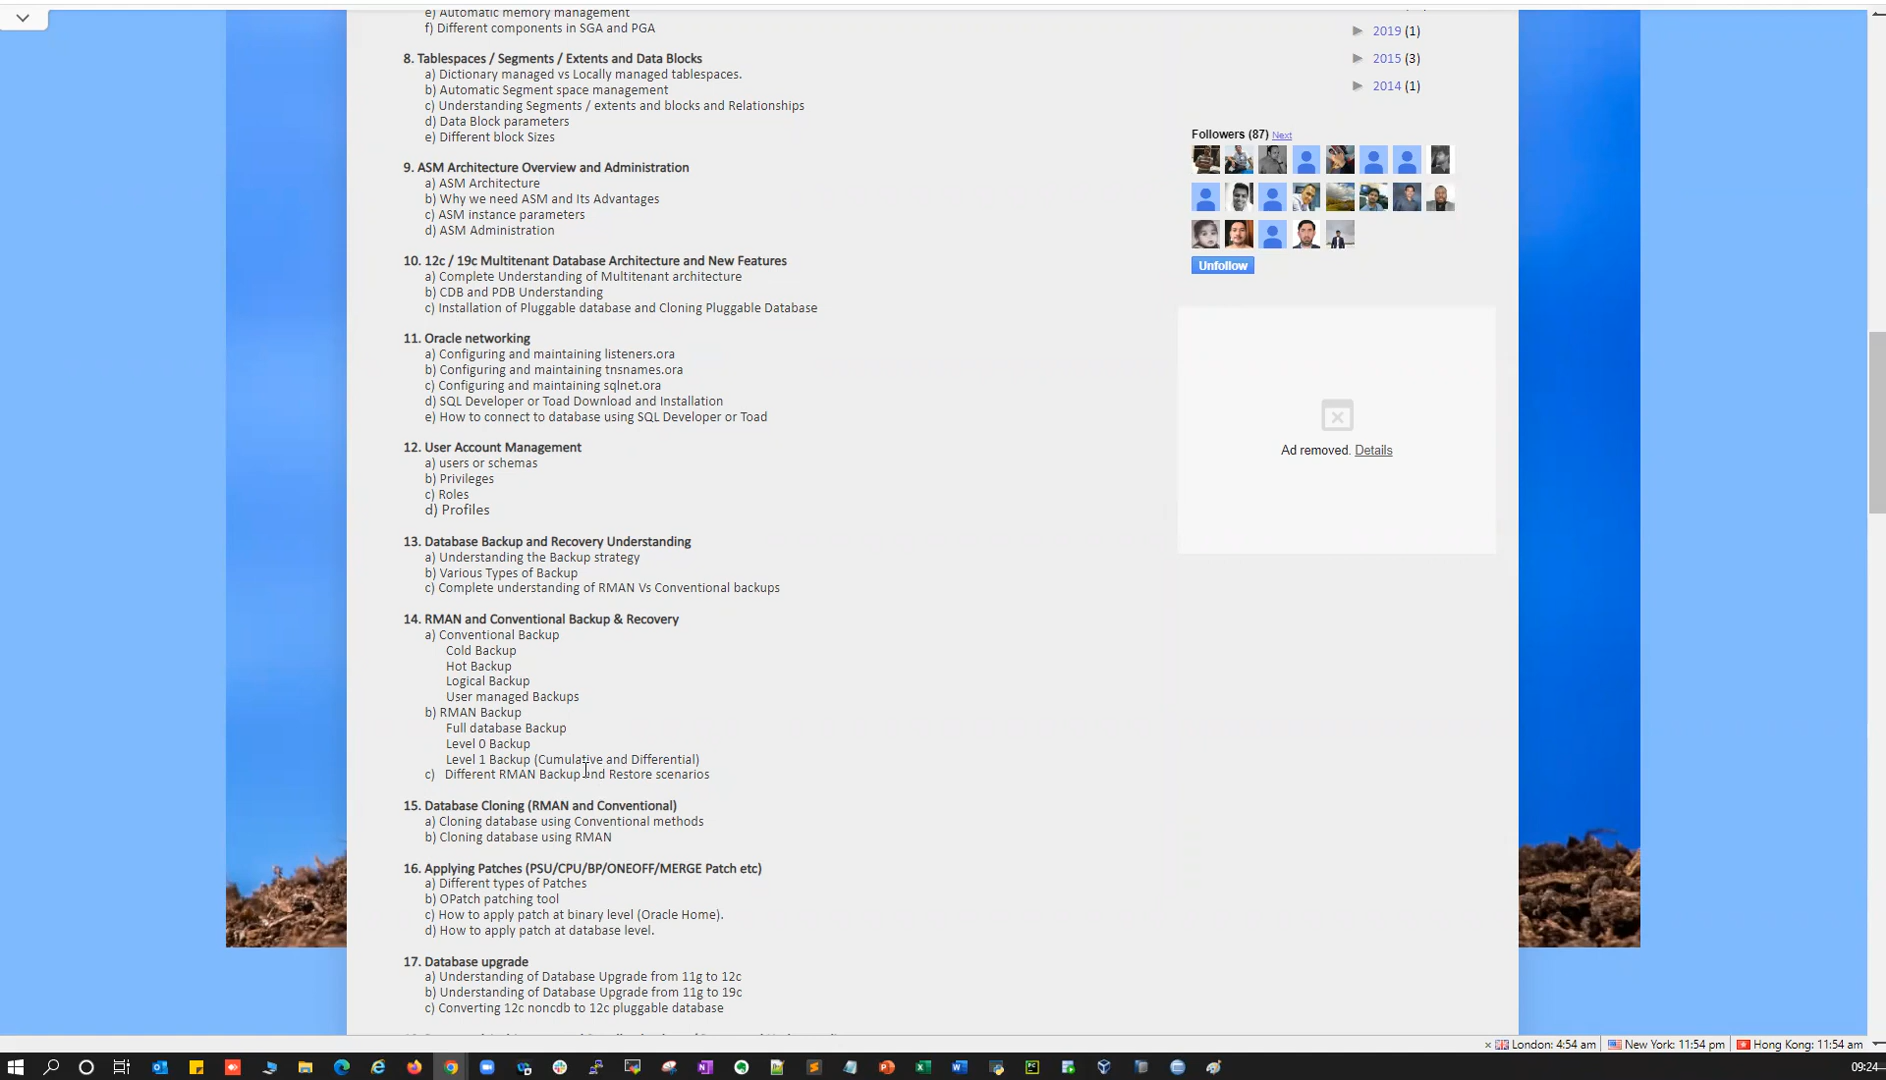 e) Automatic memory management
f) Different components in SGA and PGA
8. Tablespaces / Segments / Extents and Data Blocks
a) Dictionary managed vs Locally managed tablespaces.
b) Automatic Segment space management
c) Understanding Segments / extents and blocks and Relationships
d) Data Block parameters
e) Different block Sizes
9. ASM Architecture Overview and Administration
a) ASM Architecture
b) Why we need ASM and Its Advantages
c) ASM instance parameters
d) ASM Administration
10. 12c / 19c Multitenant Database Architecture and New Features
a) Complete Understanding of Multitenant architecture
b) CDB and PDB Understanding
c) Installation of Pluggable database and Cloning Pluggable Database
11. Oracle networking
a) Configuring and maintaining listeners.ora
b) Configuring and maintaining tnsnames.ora
c) Configuring and maintaining sqlnet.ora
d) SQL Developer or Toad Download and Installation
e) How to connect to database using SQL Developer or Toad
12. User Account Management
a) users or schemas
b) Privileges
c) Roles
d) Profiles
13. Database Backup and Recovery Understanding
a) Understanding the Backup strategy
b) Various Types of Backup
c) Complete understanding of RMAN Vs Conventional backups
14. RMAN and Conventional Backup & Recovery
a) Conventional Backup
Cold Backup
Hot Backup
Logical Backup
User managed Backups
b) RMAN Backup
Full database Backup
Level 0 Backup
Level 1 Backup (Cumulative and Differential)
c) Different RMAN Backup and Restore scenarios
15. Database Cloning (RMAN and Conventional)
a) Cloning database using Conventional methods
b) Cloning database using RMAN
16. Applying Patches (PSU/CPU/BP/ONEOFF/MERGE Patch etc)
a) Different types of Patches
b) OPatch patching tool
c) How to apply patch at binary level (Oracle Home).
d) How to apply patch at database level.
17. Database upgrade
a) Understanding of Database Upgrade from 11g to 12c
b) Understanding of Database Upgrade from 11g to 19c
c) Converting 12c noncdb to 12c pluggable database
2019 (1)
2015 (3)
2014 (1)
Followers (87) Next
Unfollow
Ad removed. Details
London: 4:54 am
New York: 11:54 pm
Hong Kong: 11:54 am
09:24